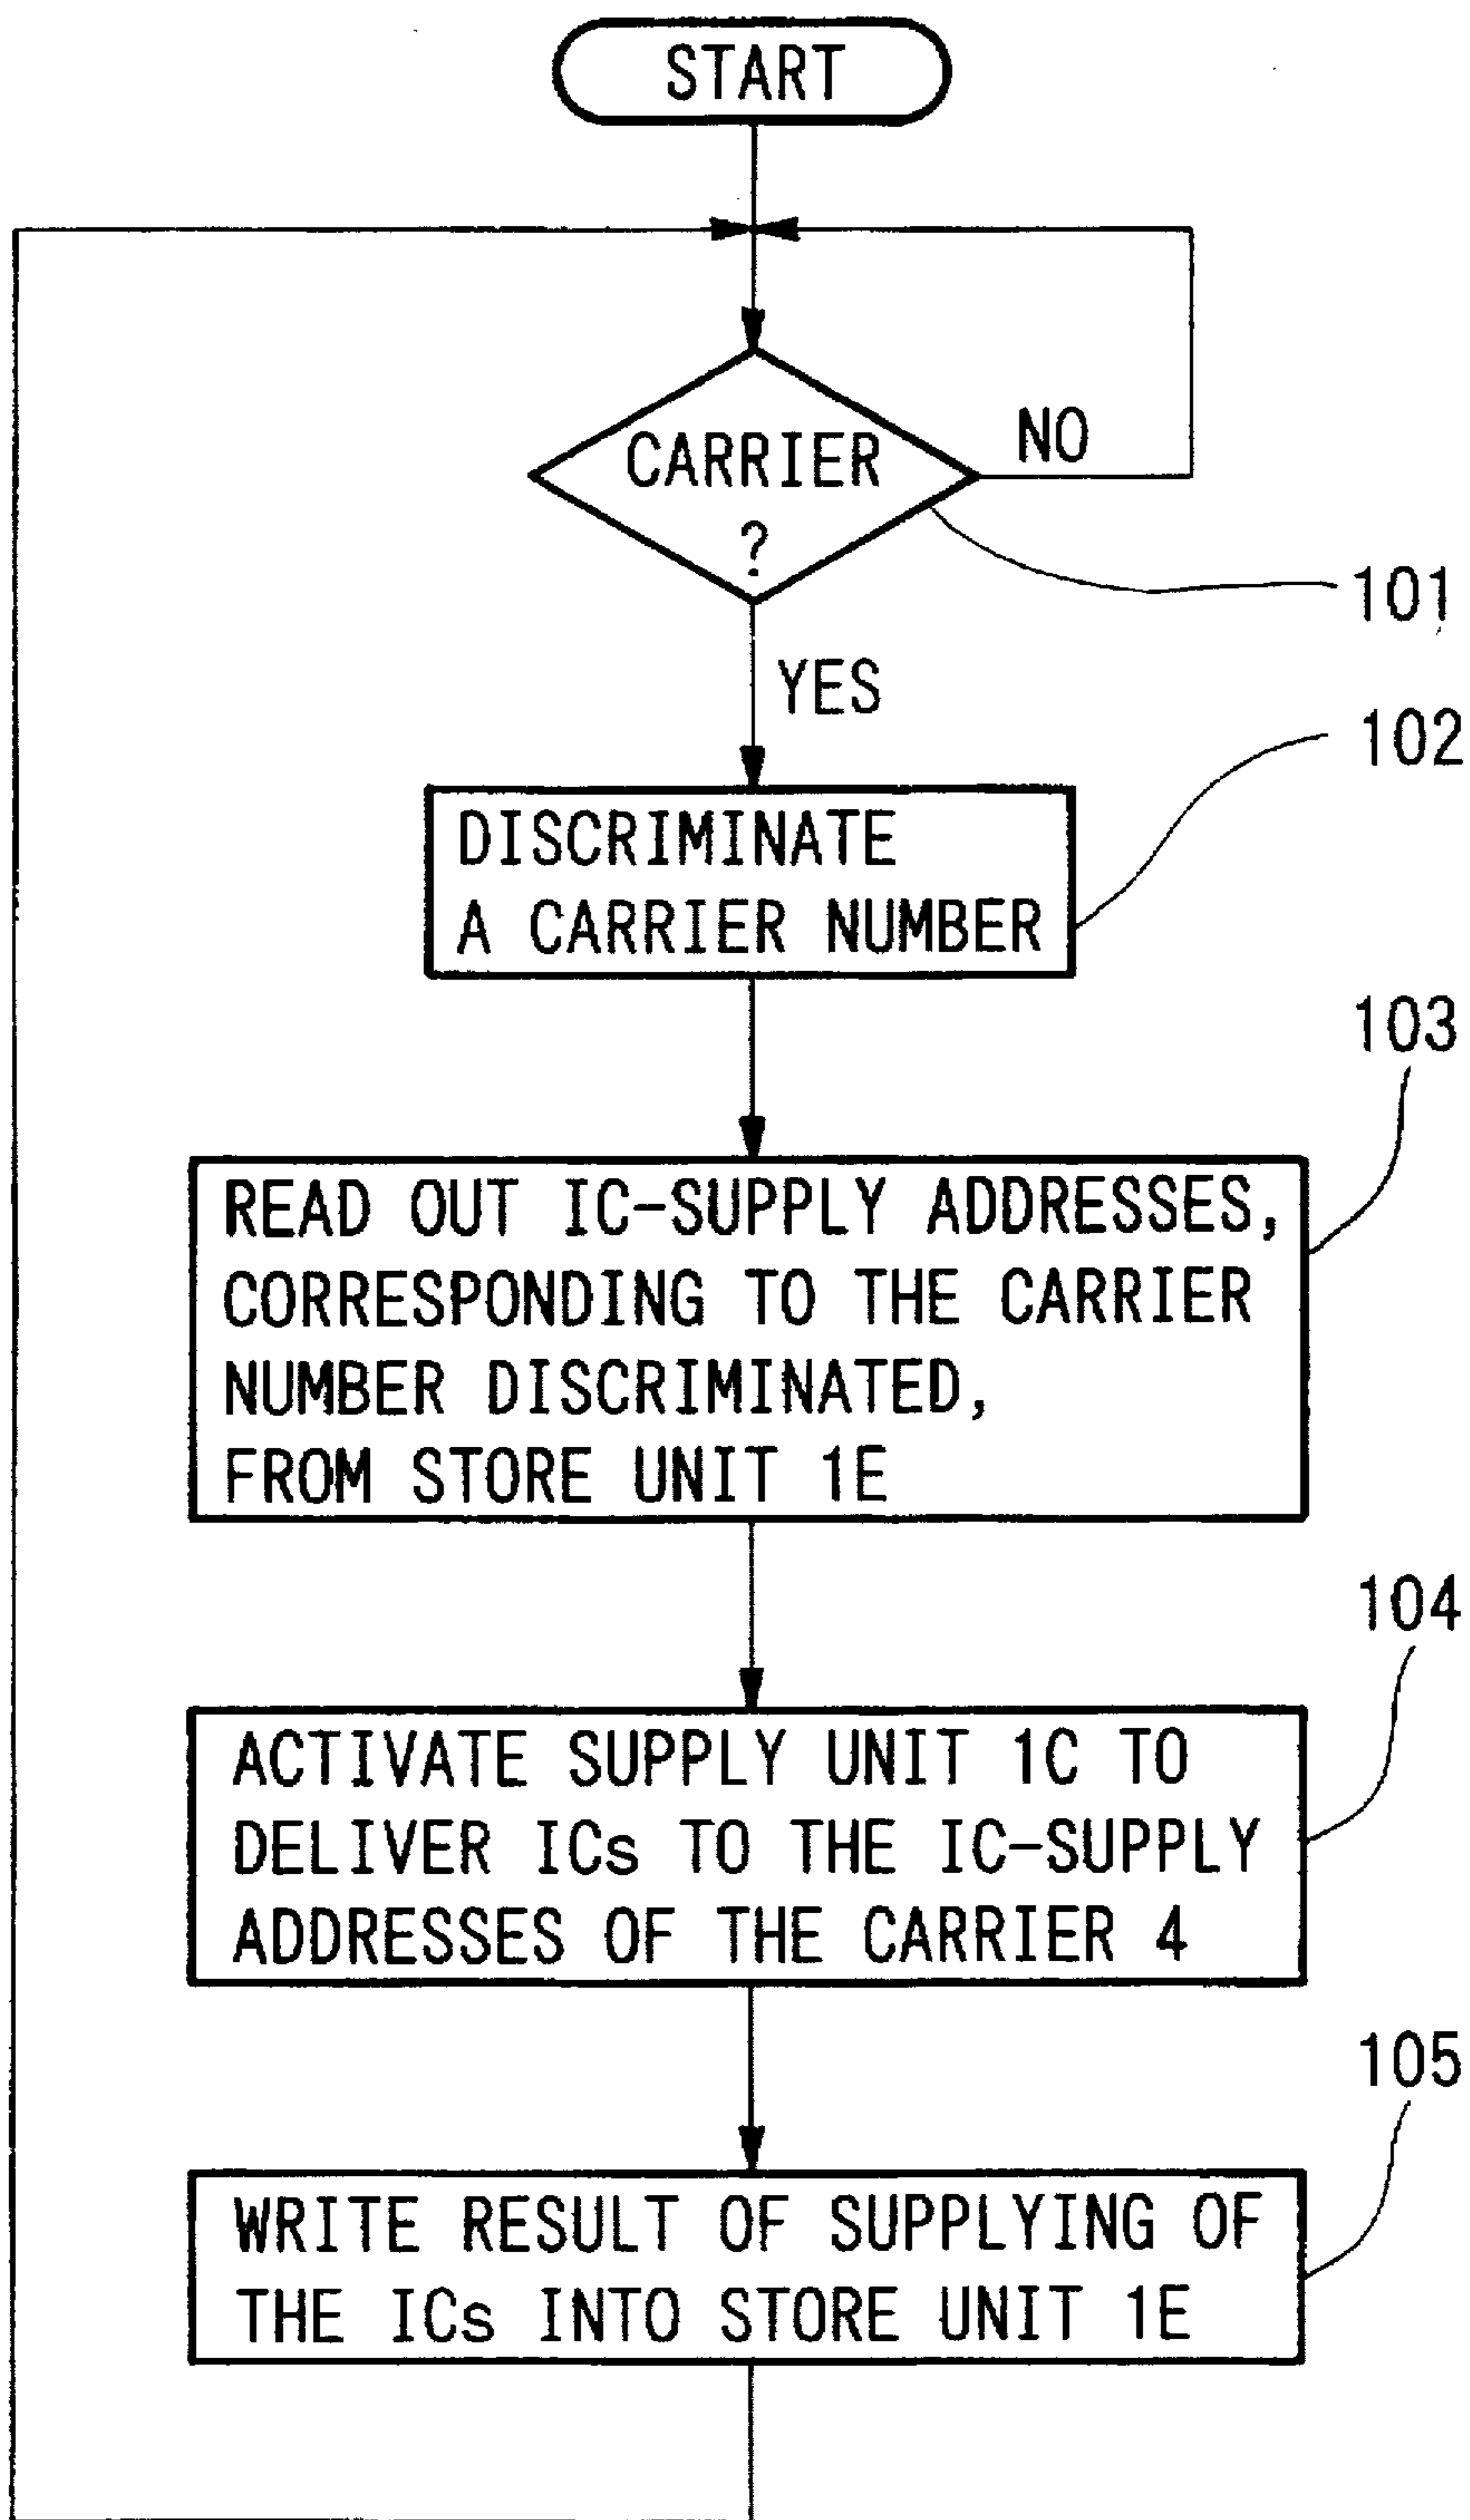 START
CARRIER
?
NO
101
YES
102
DISCRIMINATE
A CARRIER NUMBER
103
READ OUT IC-SUPPLY ADDRESSES,
CORRESPONDING TO THE CARRIER
NUMBER DISCRIMINATED,
FROM STORE UNIT 1E
104
ACTIVATE SUPPLY UNIT 1C TO
DELIVER ICs TO THE IC-SUPPLY
ADDRESSES OF THE CARRIER 4
105
WRITE RESULT OF SUPPLYING OF
THE ICs INTO STORE UNIT 1E